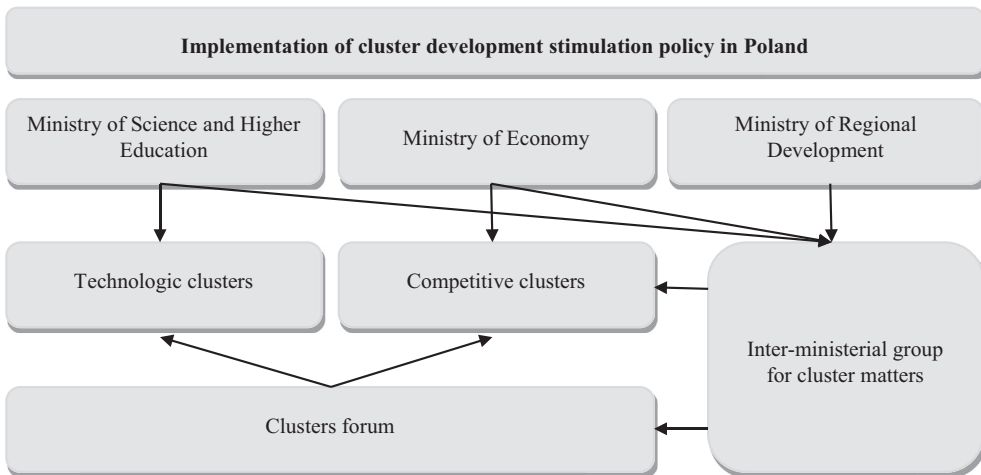 Implementation of cluster development stimulation policy in Poland
Ministry of Science and Higher
Education
Ministry of Economy
Ministry of Regional
Development
Technologic clusters
Competitive clusters
Inter-ministerial group
for cluster matters
Clusters forum